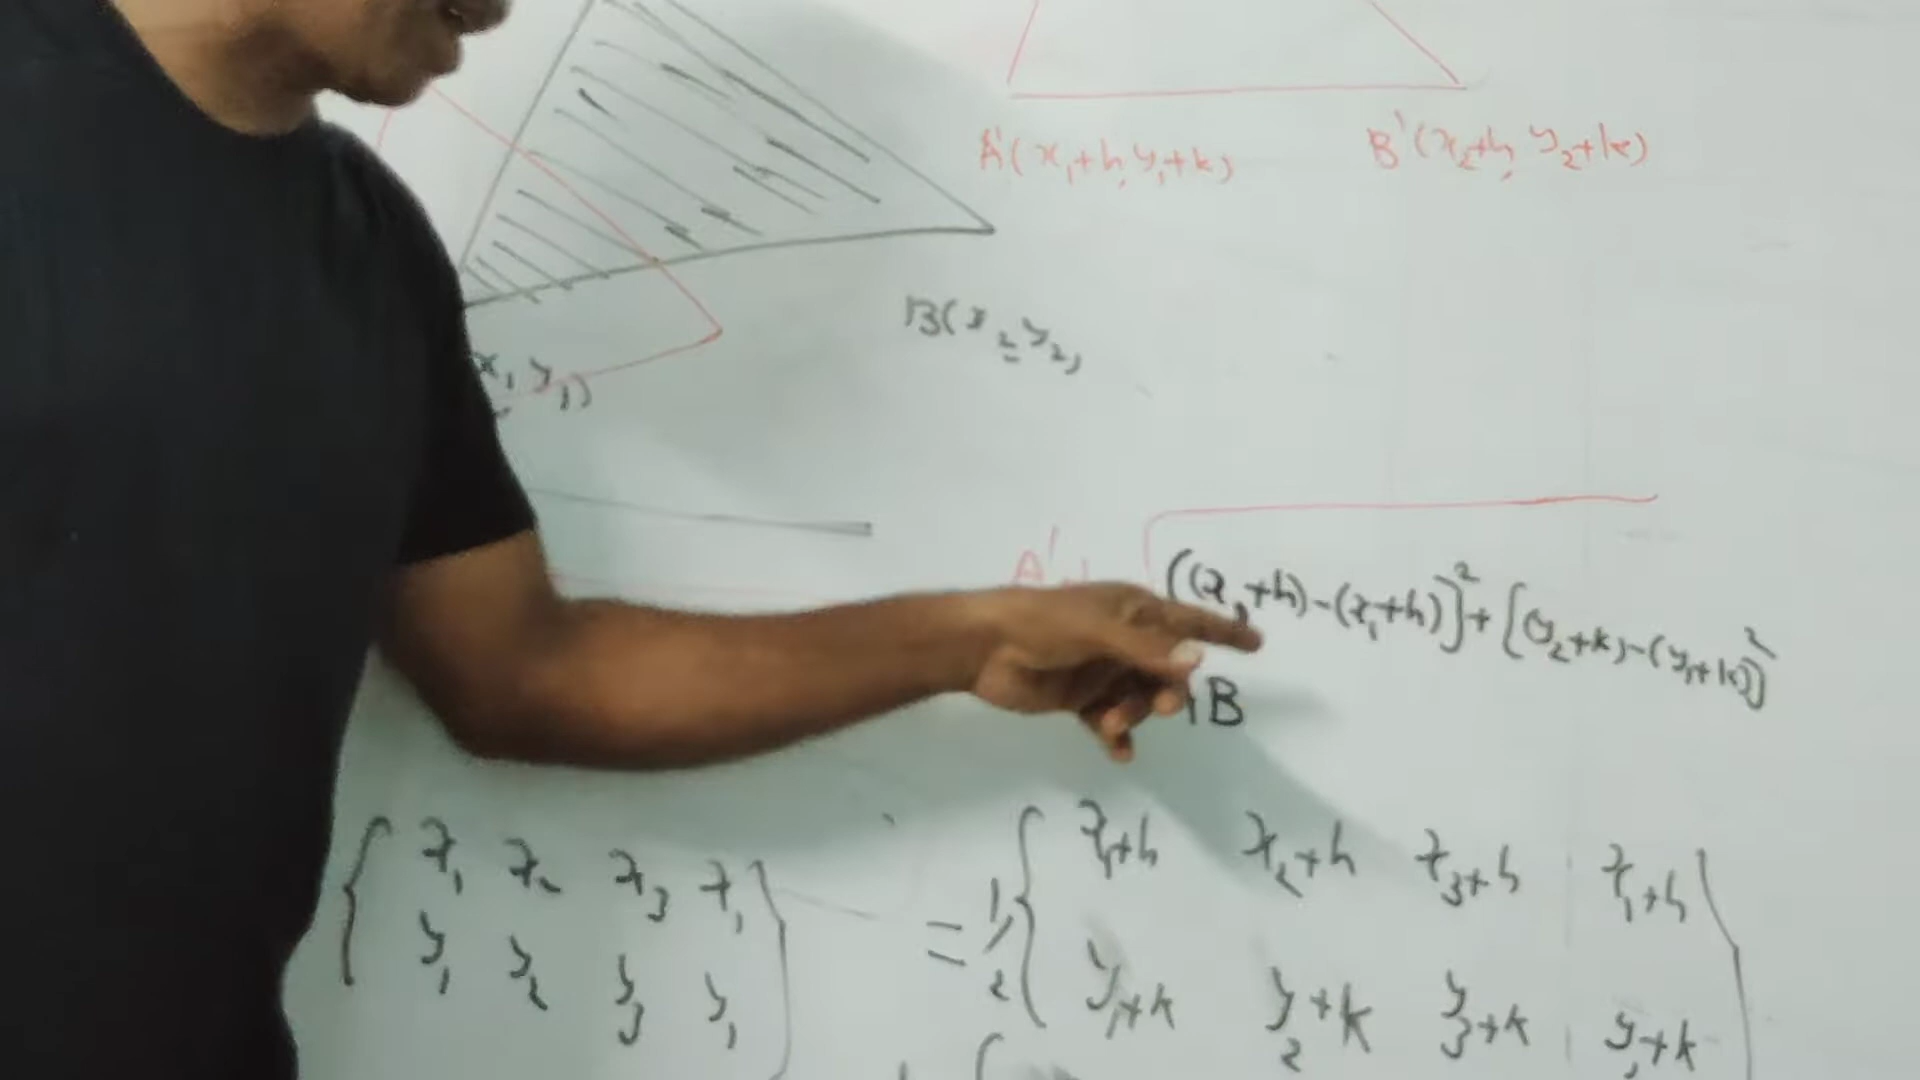 A'(x₁+h, y₁+k) B'(x₂+h, y₂+k)
B(x₂, y₂)
x₁, y₁)
A'
[(x₂+h)-(x₁+h)]² + [(y₂+k)-(y₁+k)]²
B
{ x₁ x₂ x₃ x₁ } = 1/2 { x₁+h x₂+h x₃+h x₁+h
y₁ y₂ y₃ y₁ y₁+k y₂+k y₃+k y₁+k